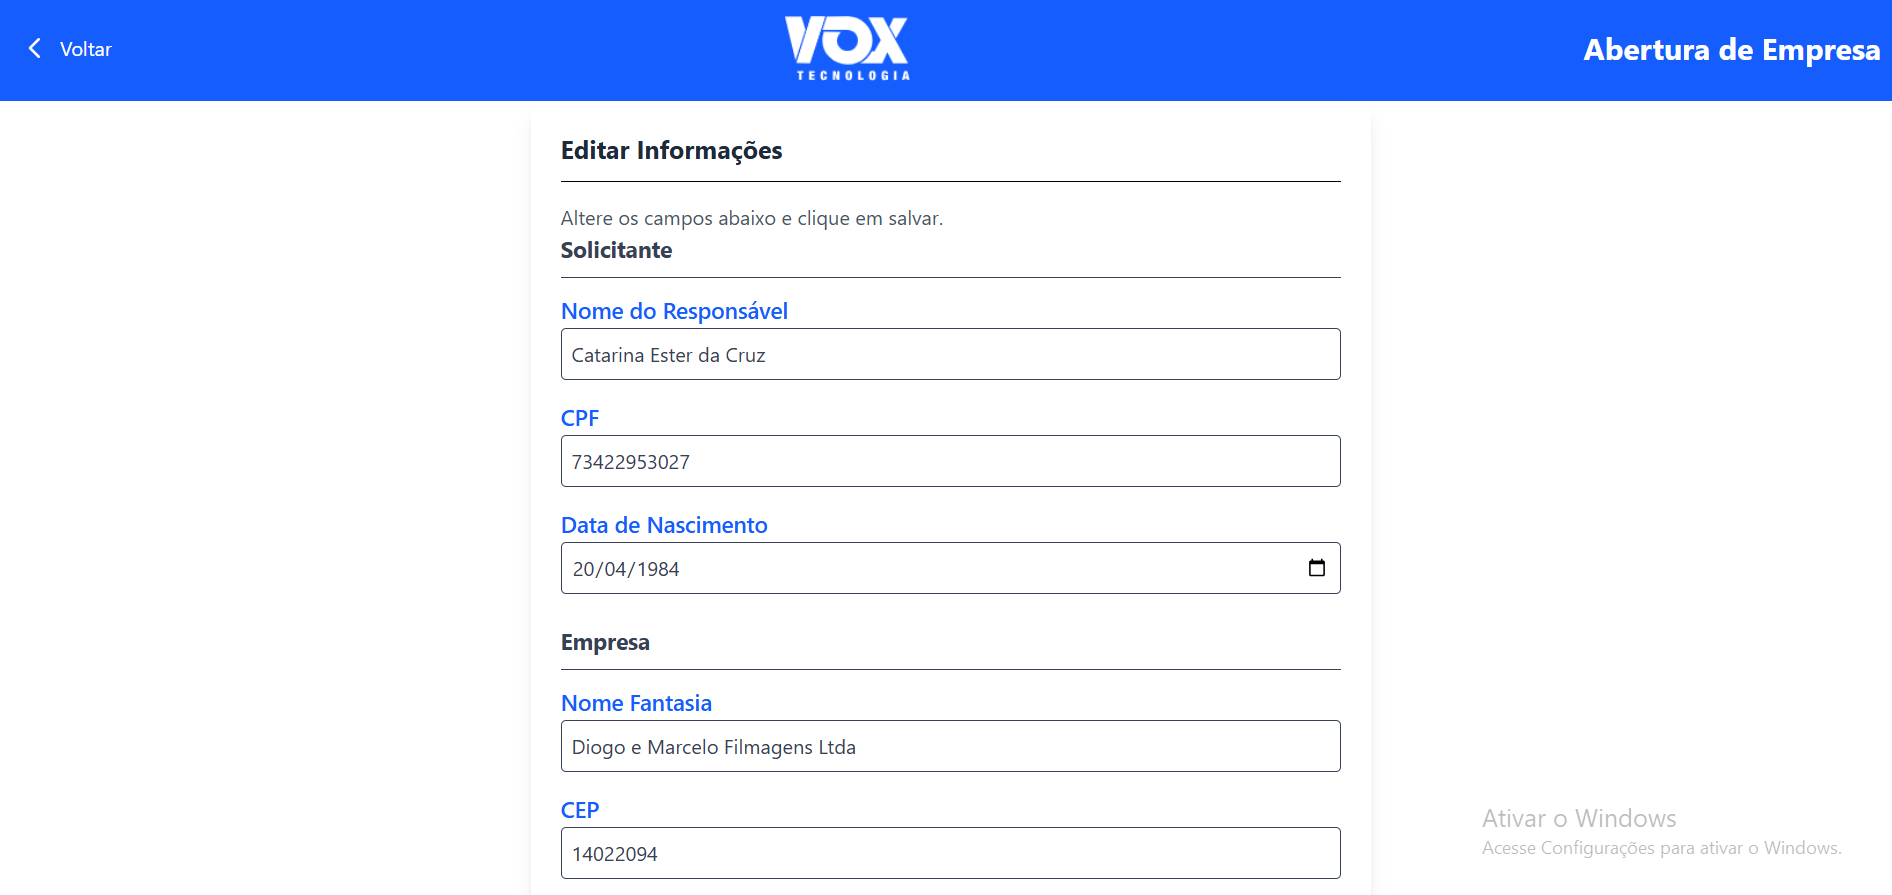 Voltar
VOX
TECNOLOGIA
Abertura de Empresa
Editar Informações
Altere os campos abaixo e clique em salvar.
Solicitante
Nome do Responsável
Catarina Ester da Cruz
CPF
73422953027
Data de Nascimento
20/04/1984
Empresa
Nome Fantasia
Diogo e Marcelo Filmagens Ltda
CEP
14022094
Ativar o Windows
Acesse Configurações para ativar o Windows.